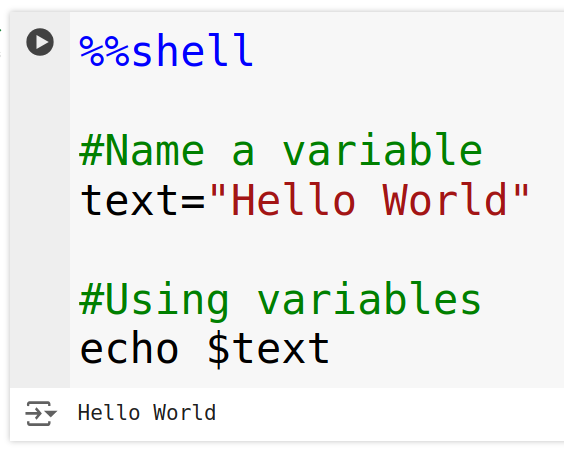 %%shell
#Name a variable
text="Hello World"
#Using variables
echo $text
Hello World